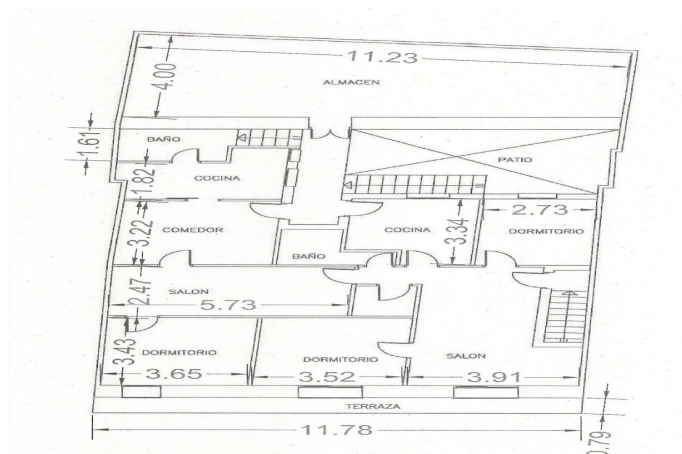 11.23
4.00
ALMACEN
1.61
BAÑO
PATIO
1.82
COCINA
2.73
3.22
COMEDOR
COCINA
3.34
DORMITORIO
BAÑO
SALON
2.47
5.73
3.43
DORMITORIO
DORMITORIO
SALON
3.65
3.52
3.91
TERRAZA
11.78
0.79